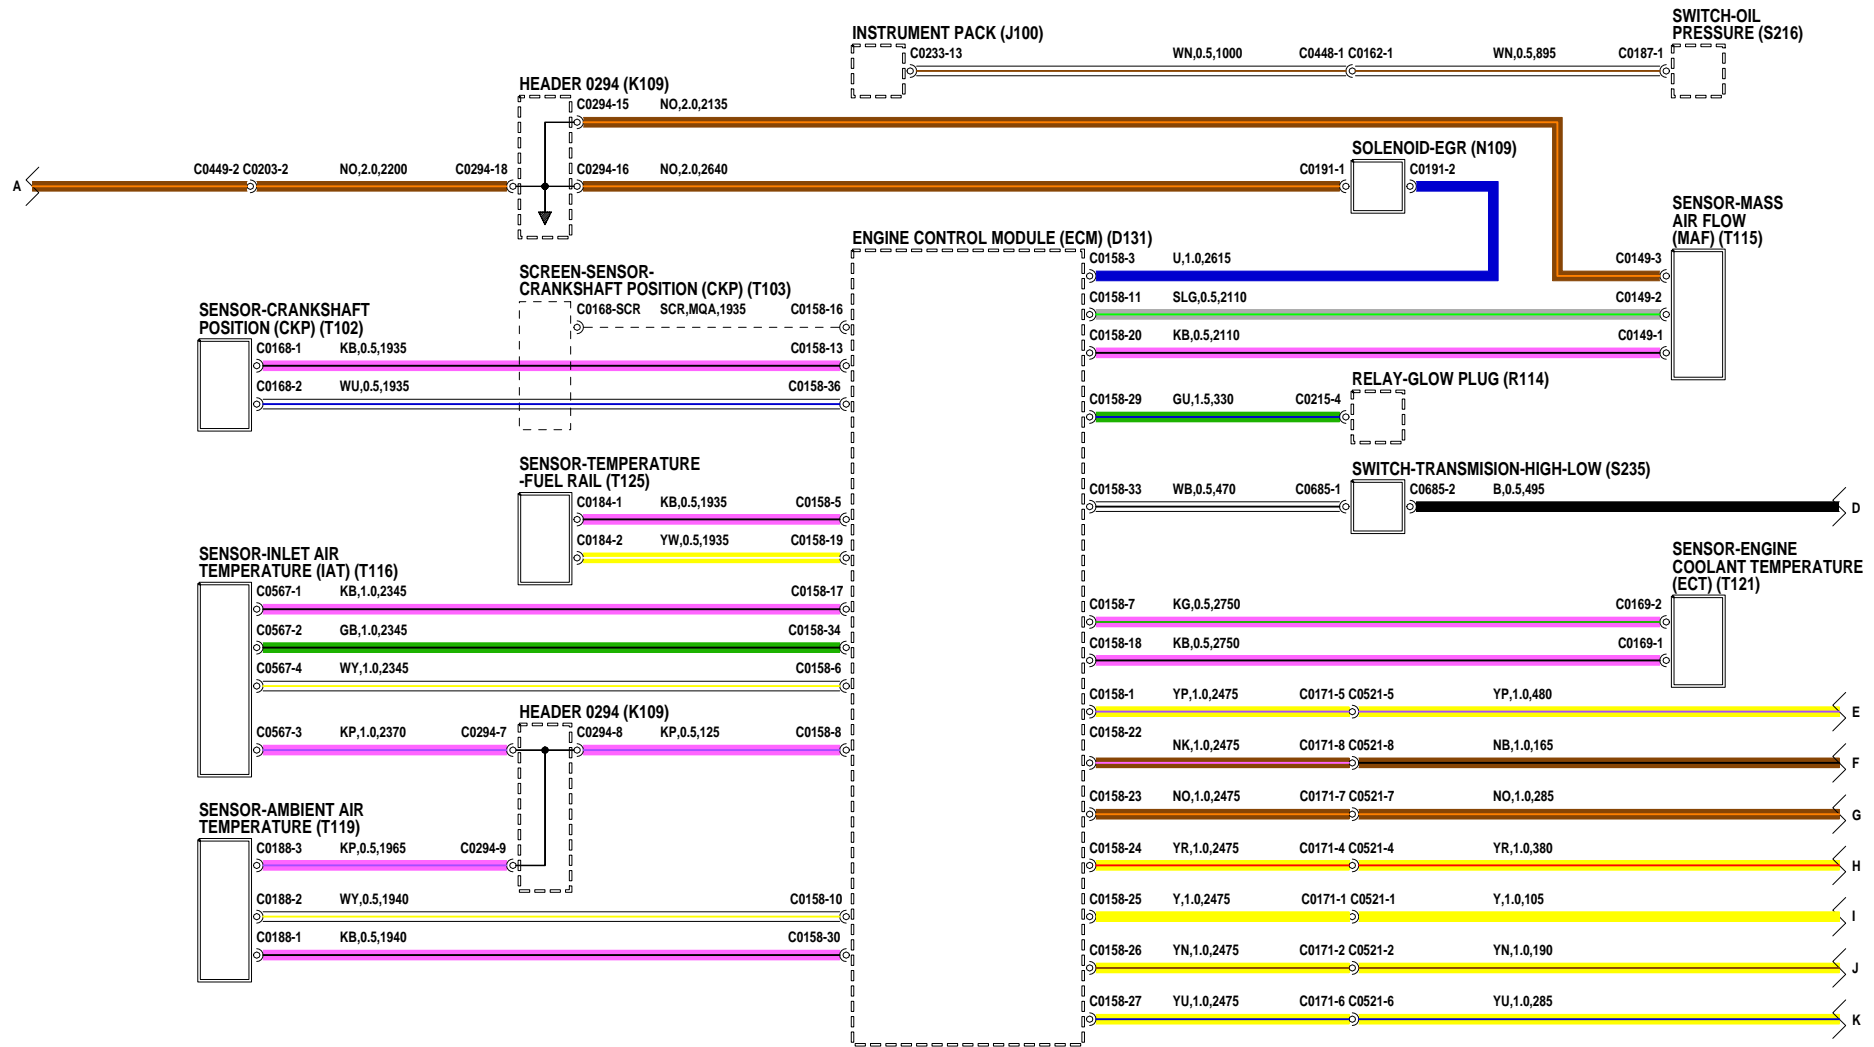 SWITCH-OIL
PRESSURE (S216)
INSTRUMENT PACK (J100)
C0233-13 WN,0.5,1000 C0448-1 C0162-1 WN,0.5,895 C0187-1
HEADER 0294 (K109)
C0294-15 NO,2.0,2135
SOLENOID-EGR (N109)
A C0449-2 C0203-2 NO,2.0,2200 C0294-18 C0294-16 NO,2.0,2640 C0191-1 C0191-2
SENSOR-MASS
AIR FLOW
(MAF) (T115)
ENGINE CONTROL MODULE (ECM) (D131)
C0158-3 U,1.0,2615 C0149-3
SCREEN-SENSOR-
CRANKSHAFT POSITION (CKP) (T103)
C0158-11 SLG,0.5,2110 C0149-2
SENSOR-CRANKSHAFT
POSITION (CKP) (T102)
C0168-SCR SCR,MQA,1935 C0158-16
C0158-20 KB,0.5,2110 C0149-1
C0168-1 KB,0.5,1935 C0158-13
C0168-2 WU,0.5,1935 C0158-36
RELAY-GLOW PLUG (R114)
C0158-29 GU,1.5,330 C0215-4
SENSOR-TEMPERATURE
-FUEL RAIL (T125)
SWITCH-TRANSMISION-HIGH-LOW (S235)
C0184-1 KB,0.5,1935 C0158-5
C0158-33 WB,0.5,470 C0685-1 C0685-2 B,0.5,495 D
C0184-2 YW,0.5,1935 C0158-19
SENSOR-INLET AIR
TEMPERATURE (IAT) (T116)
SENSOR-ENGINE
COOLANT TEMPERATURE
(ECT) (T121)
C0567-1 KB,1.0,2345 C0158-17
C0158-7 KG,0.5,2750 C0169-2
C0567-2 GB,1.0,2345 C0158-34
C0158-18 KB,0.5,2750 C0169-1
C0567-4 WY,1.0,2345 C0158-6
C0158-1 YP,1.0,2475 C0171-5 C0521-5 YP,1.0,480 E
HEADER 0294 (K109)
C0567-3 KP,1.0,2370 C0294-7 C0294-8 KP,0.5,125 C0158-8
C0158-22
NK,1.0,2475 C0171-8 C0521-8 NB,1.0,165 F
C0158-23 NO,1.0,2475 C0171-7 C0521-7 NO,1.0,285 G
SENSOR-AMBIENT AIR
TEMPERATURE (T119)
C0188-3 KP,0.5,1965 C0294-9
C0158-24 YR,1.0,2475 C0171-4 C0521-4 YR,1.0,380 H
C0188-2 WY,0.5,1940 C0158-10
C0158-25 Y,1.0,2475 C0171-1 C0521-1 Y,1.0,105 I
C0188-1 KB,0.5,1940 C0158-30
C0158-26 YN,1.0,2475 C0171-2 C0521-2 YN,1.0,190 J
C0158-27 YU,1.0,2475 C0171-6 C0521-6 YU,1.0,285 K